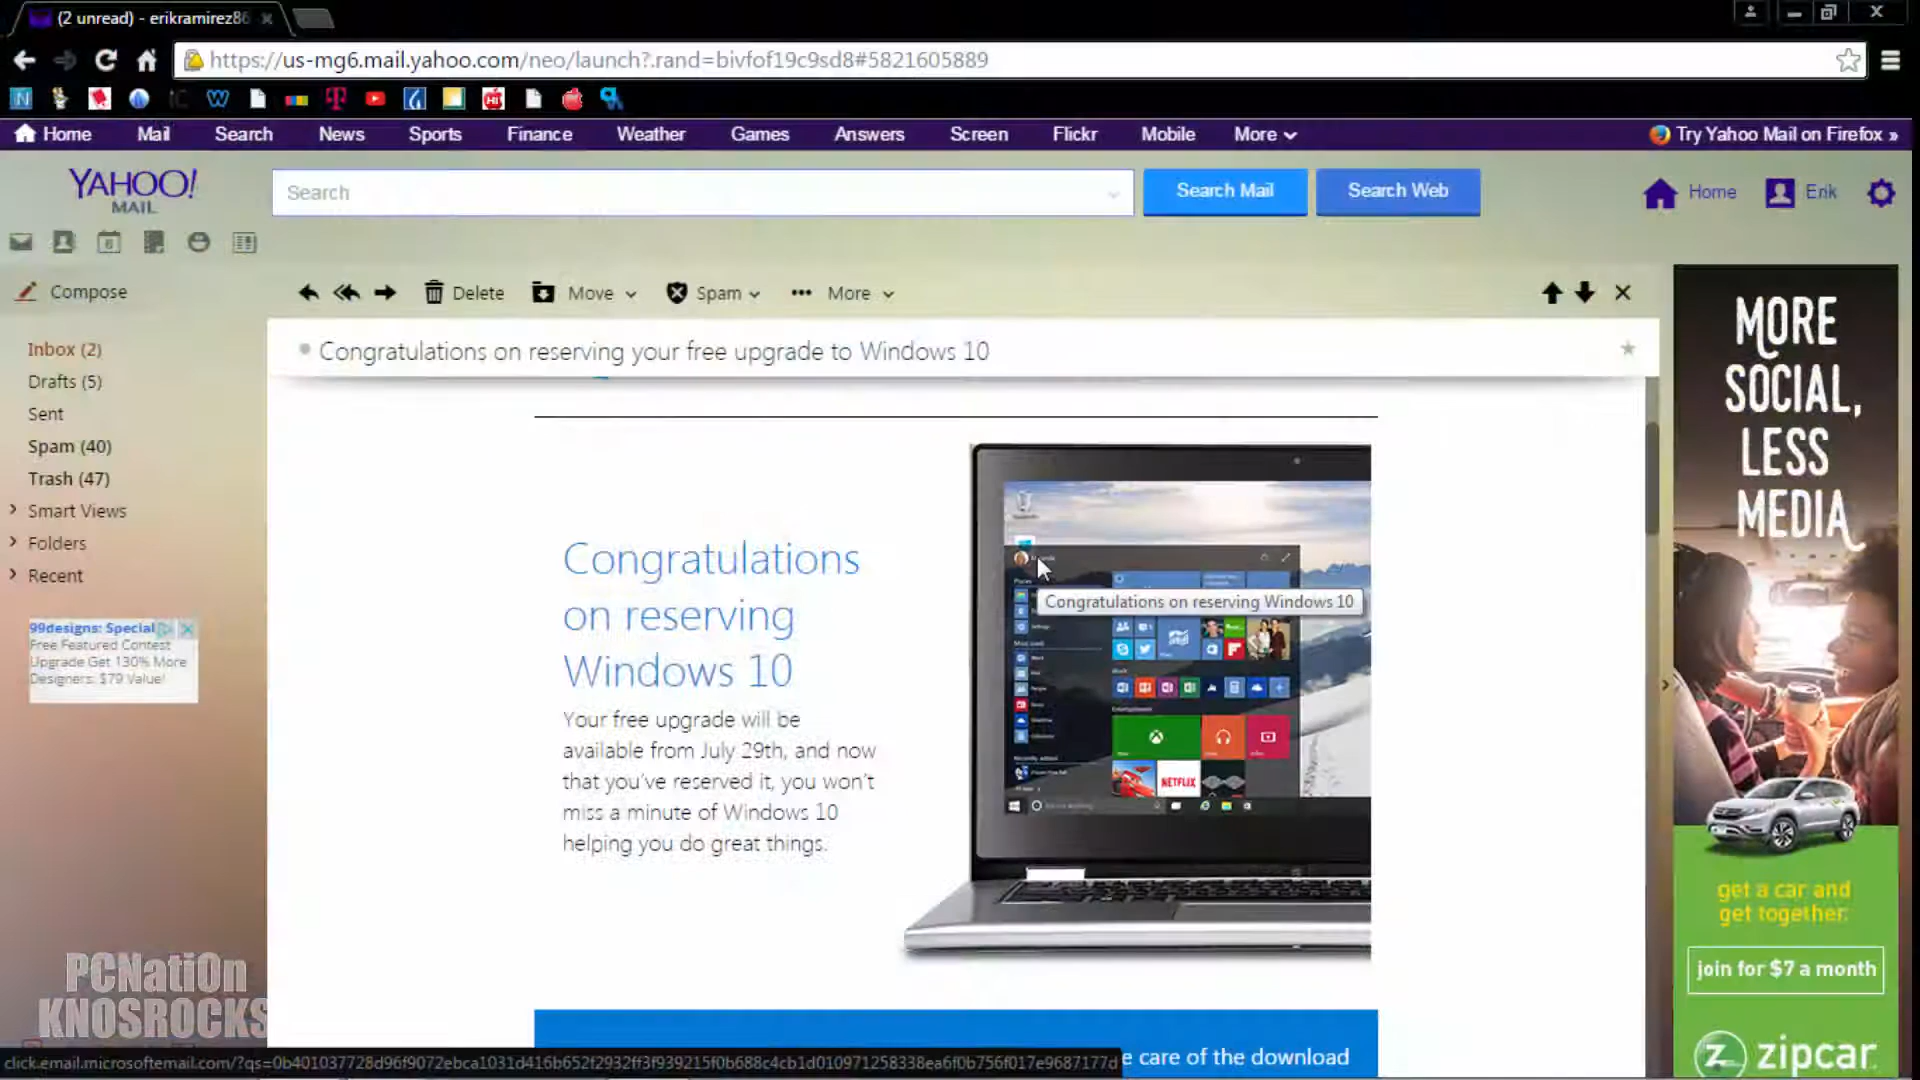 (2 unread) - erikramirez86
https://us-mg6.mail.yahoo.com/neo/launch?.rand=bivfof19c9sd8#5821605889
Home Mail Search News Sports Finance Weather Games Answers Screen Flickr Mobile More Try Yahoo Mail on Firefox »
YAHOO!
MAIL
Search
Search Mail
Search Web
Home
Erik
Compose
Delete Move Spam More
Inbox (2)
Drafts (5)
Sent
Spam (40)
Trash (47)
Smart Views
Folders
Recent
99designs: Special
Free Featured Contest
Upgrade Get 130% More
Designers: $79 Value!
Congratulations on reserving your free upgrade to Windows 10
Congratulations
on reserving
Windows 10
Your free upgrade will be
available from July 29th, and now
that you've reserved it, you won't
miss a minute of Windows 10
helping you do great things.
Congratulations on reserving Windows 10
NETFLIX
e care of the download
MORE
SOCIAL,
LESS
MEDIA
get a car and
get together.
join for $7 a month
zipcar
PCNati0n
KNOSROCKS
click.email.microsoftemail.com/?qs=0b401037728d96f9072ebca1031d416b652f2932ff3f939215f0b688c4cb1d010971258338ea6f0b756f017e9687177d